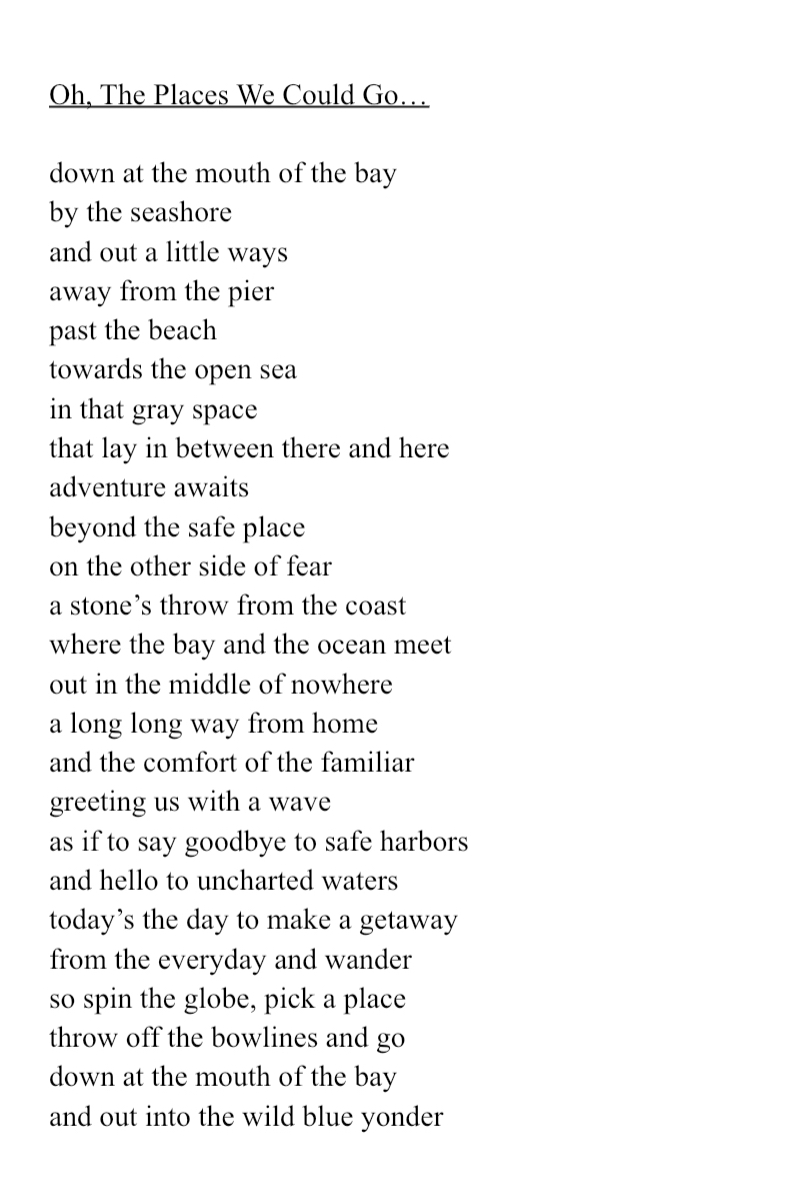 Oh, The Places We Could Go…
down at the mouth of the bay
by the seashore
and out a little ways
away from the pier
past the beach
towards the open sea
in that gray space
that lay in between there and here
adventure awaits
beyond the safe place
on the other side of fear
a stone’s throw from the coast
where the bay and the ocean meet
out in the middle of nowhere
a long long way from home
and the comfort of the familiar
greeting us with a wave
as if to say goodbye to safe harbors
and hello to uncharted waters
today’s the day to make a getaway
from the everyday and wander
so spin the globe, pick a place
throw off the bowlines and go
down at the mouth of the bay
and out into the wild blue yonder